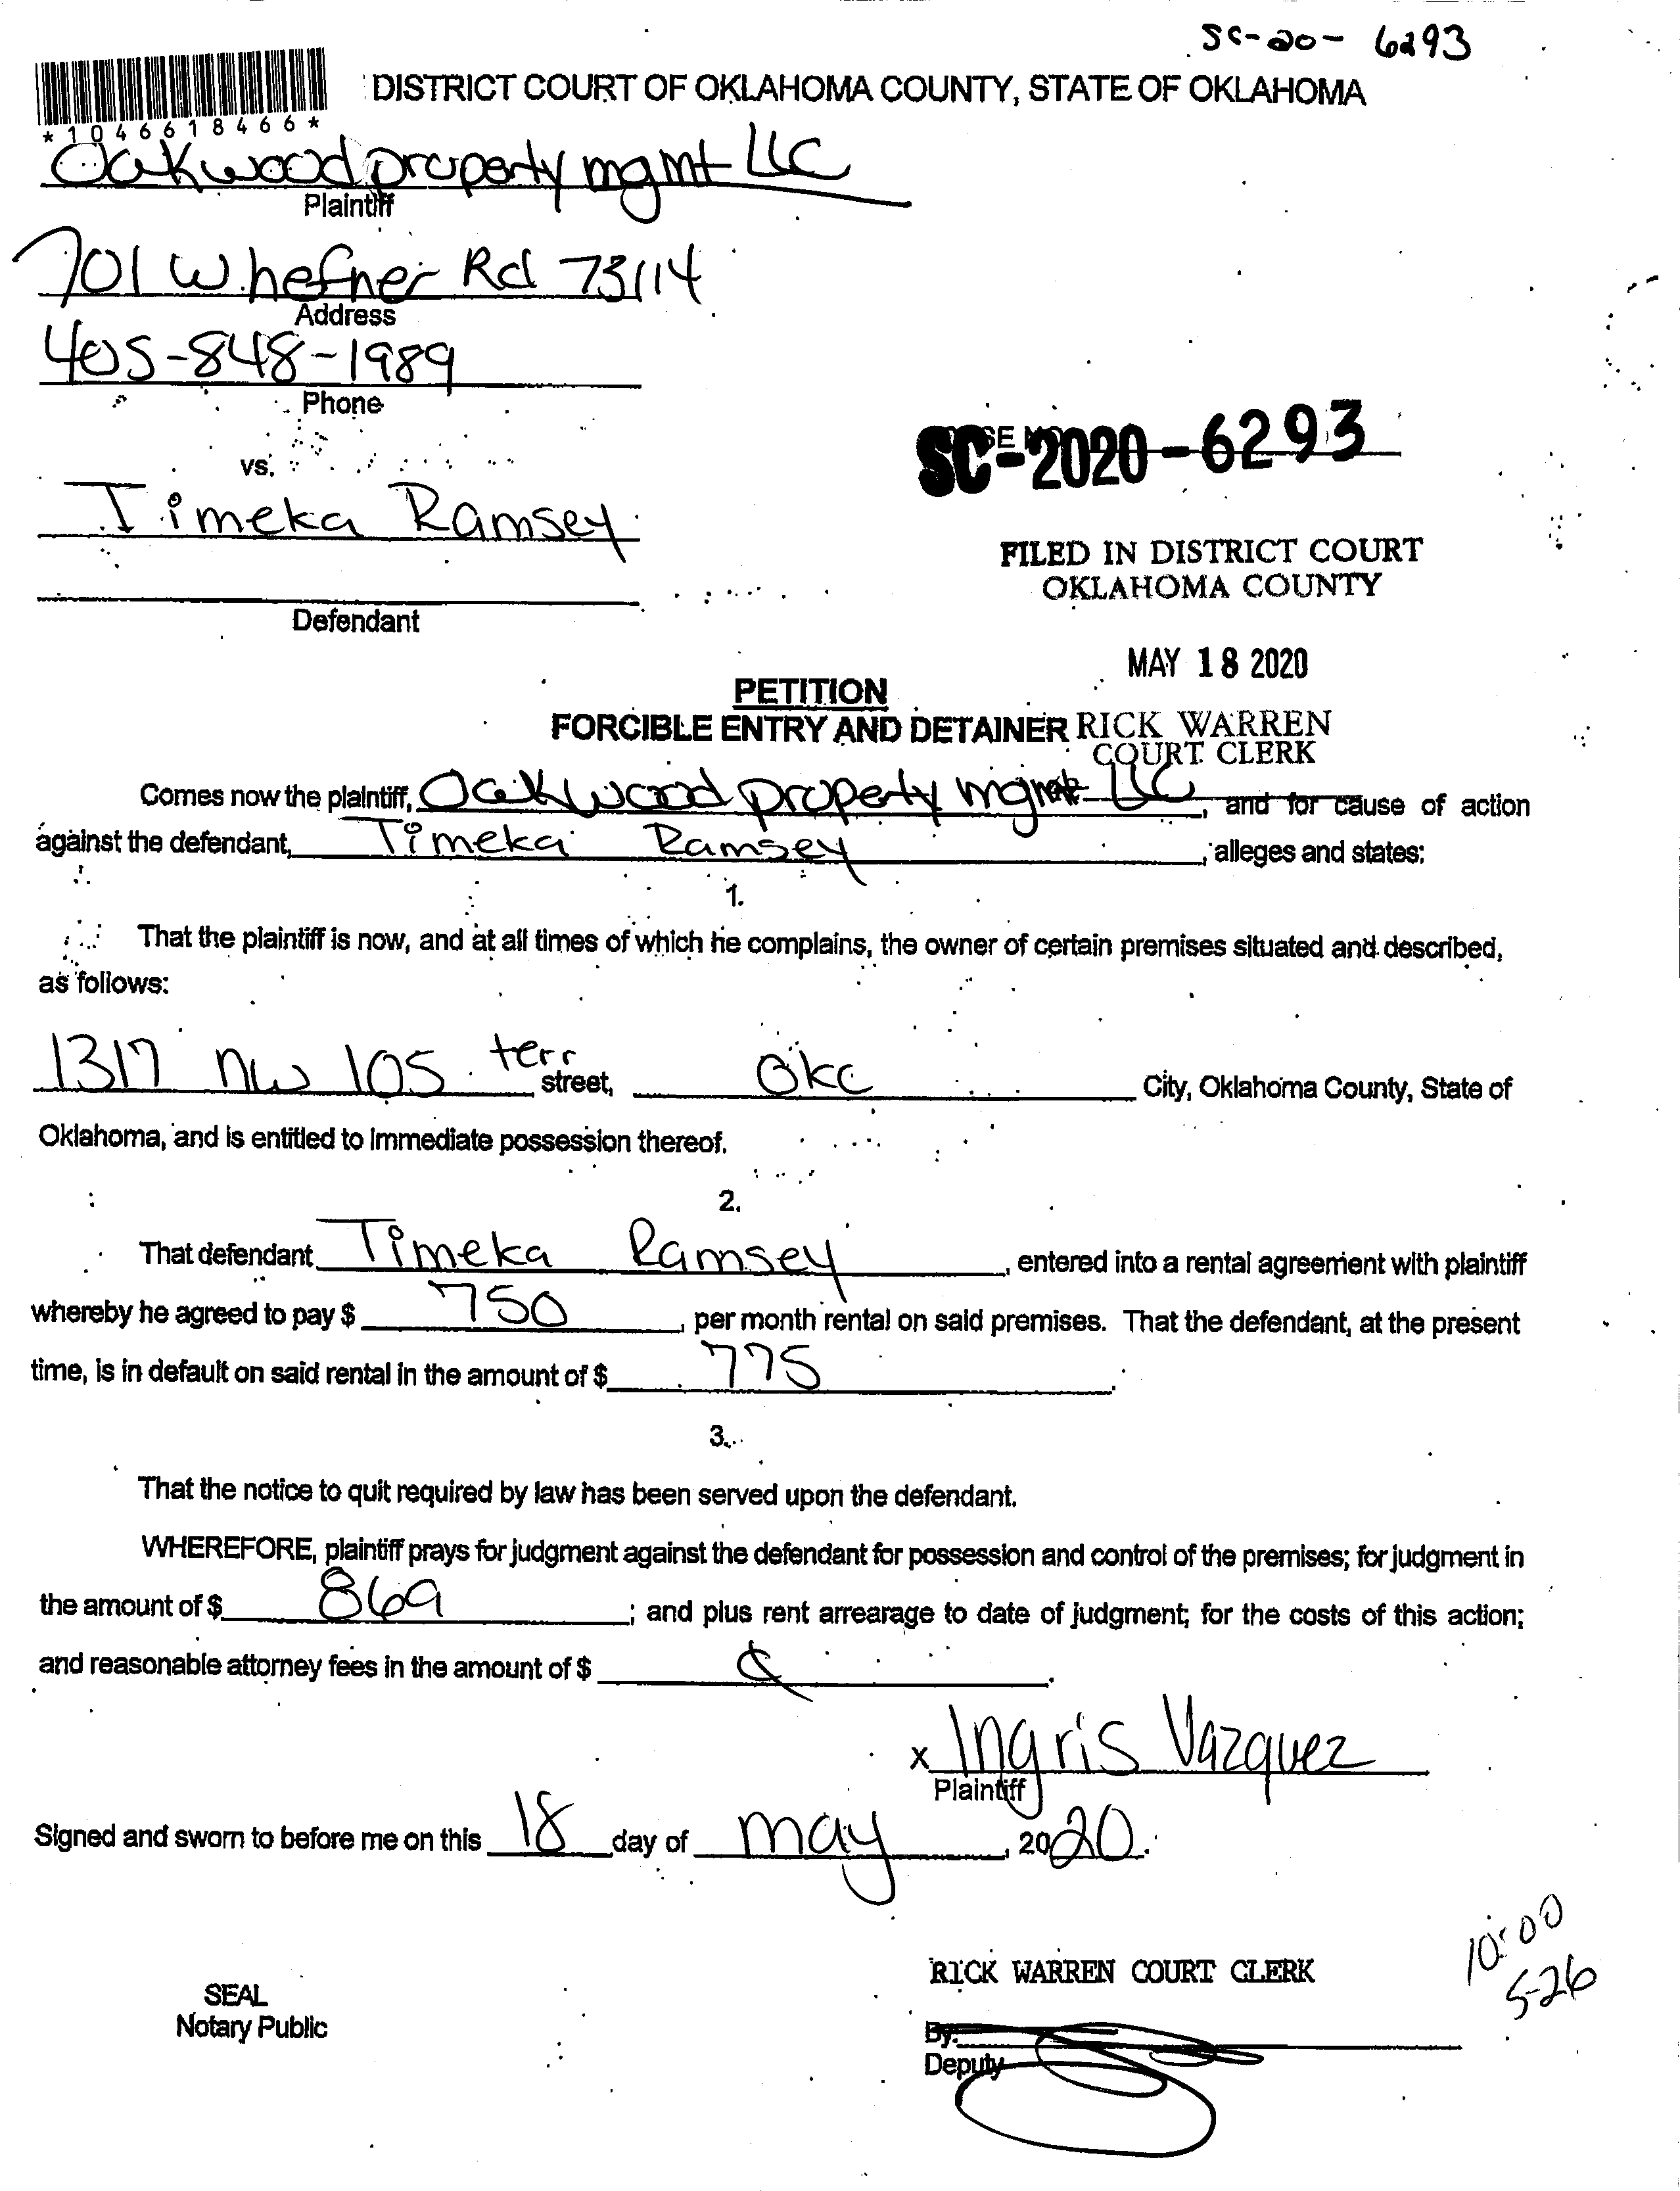 SC-20- 6293
DISTRICT COURT OF OKLAHOMA COUNTY, STATE OF OKLAHOMA
*1046618466*
Oakwood property mgmt LLC
Plaintiff
701 W. hefner Rd 73114
Address
405-848-1989
Phone
vs.
SC-2020-6293
Timeka Ramsey
FILED IN DISTRICT COURT
OKLAHOMA COUNTY
Defendant
MAY 18 2020
PETITION
FORCIBLE ENTRY AND DETAINER RICK WARREN
COURT CLERK
Comes now the plaintiff, Oakwood property mgmt LLC, and for cause of action
against the defendant, Timeka Ramsey, alleges and states:
1.
That the plaintiff is now, and at all times of which he complains, the owner of certain premises situated and described,
as follows:
1317 NW 105 terr street, OKC City, Oklahoma County, State of
Oklahoma, and is entitled to immediate possession thereof.
2.
That defendant Timeka Ramsey, entered into a rental agreement with plaintiff
whereby he agreed to pay $ 750, per month rental on said premises. That the defendant, at the present
time, is in default on said rental in the amount of $ 775.
3.
That the notice to quit required by law has been served upon the defendant.
WHEREFORE, plaintiff prays for judgment against the defendant for possession and control of the premises; for judgment in
the amount of $ 869; and plus rent arrearage to date of judgment; for the costs of this action;
and reasonable attorney fees in the amount of $
x Ingris Vazquez
Plaintiff
Signed and sworn to before me on this 18 day of may, 2020.
10:00
5-26
RICK WARREN COURT CLERK
SEAL
Notary Public
By:
Deputy